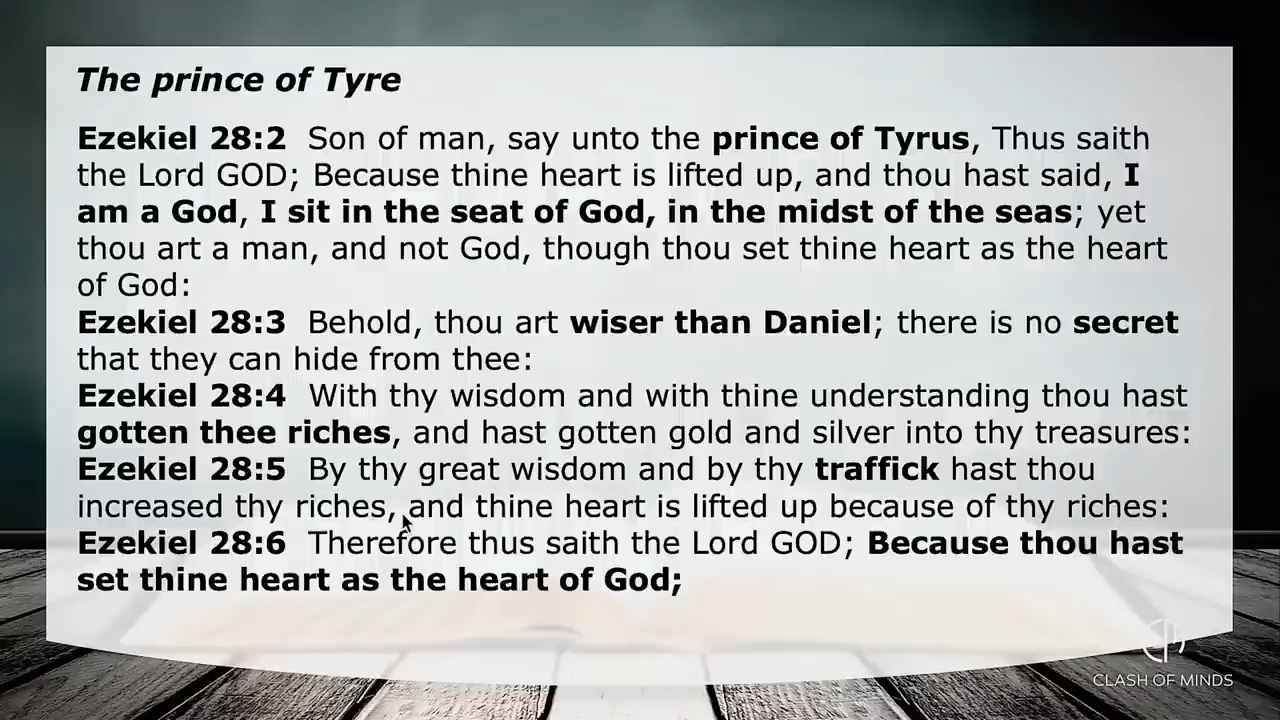 The prince of Tyre
Ezekiel 28:2  Son of man, say unto the prince of Tyrus, Thus saith
the Lord GOD; Because thine heart is lifted up, and thou hast said, I
am a God, I sit in the seat of God, in the midst of the seas; yet
thou art a man, and not God, though thou set thine heart as the heart
of God:
Ezekiel 28:3  Behold, thou art wiser than Daniel; there is no secret
that they can hide from thee:
Ezekiel 28:4  With thy wisdom and with thine understanding thou hast
gotten thee riches, and hast gotten gold and silver into thy treasures:
Ezekiel 28:5  By thy great wisdom and by thy traffick hast thou
increased thy riches, and thine heart is lifted up because of thy riches:
Ezekiel 28:6  Therefore thus saith the Lord GOD; Because thou hast
set thine heart as the heart of God;
CLASH OF MINDS